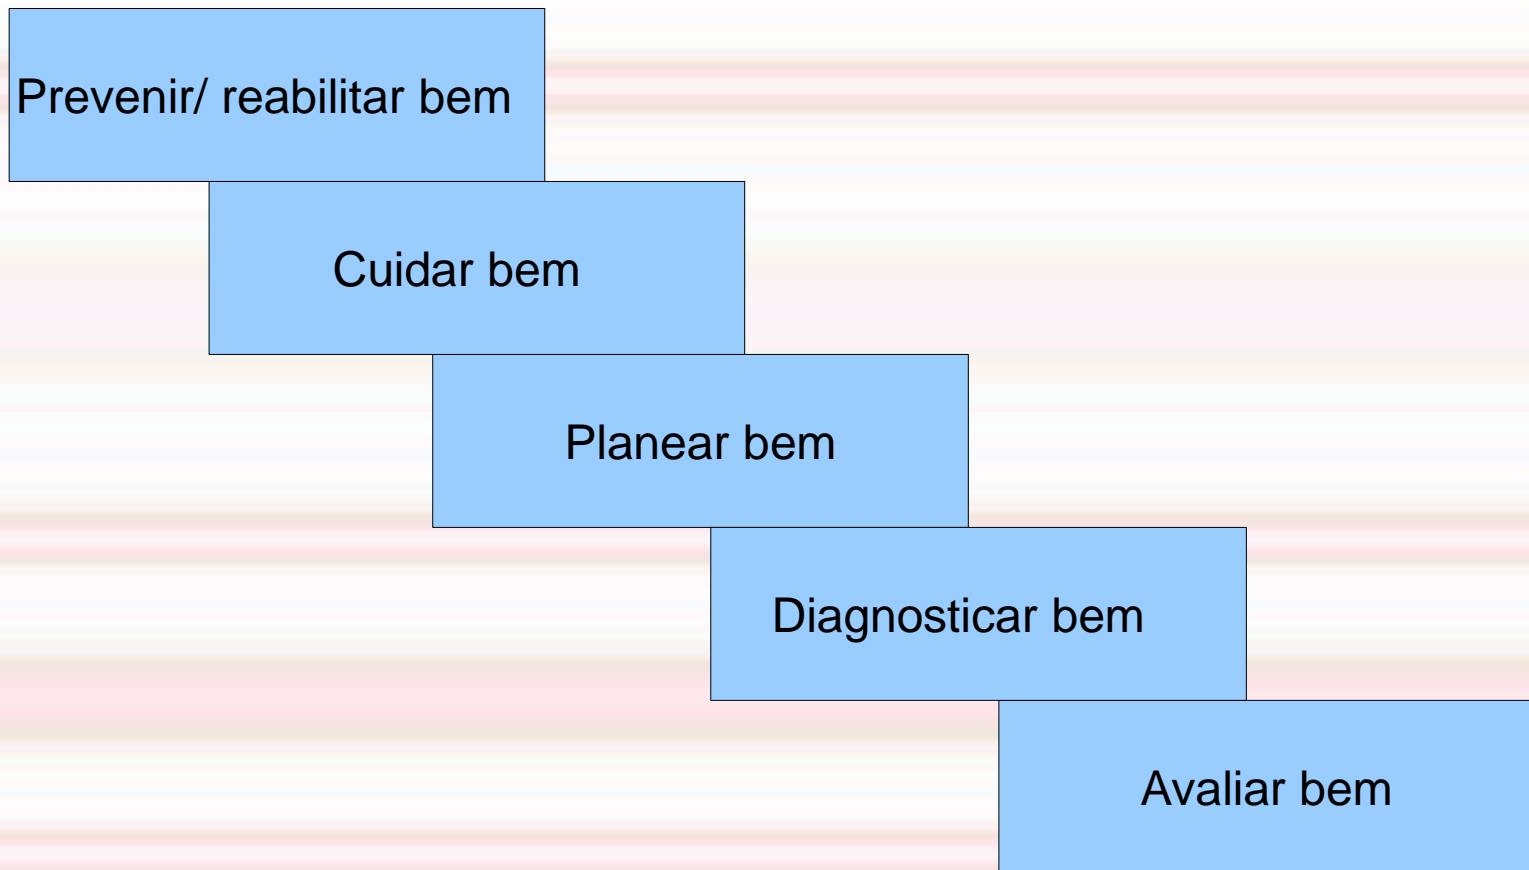 Prevenir/ reabilitar bem
Cuidar bem
Planear bem
Diagnosticar bem
Avaliar bem